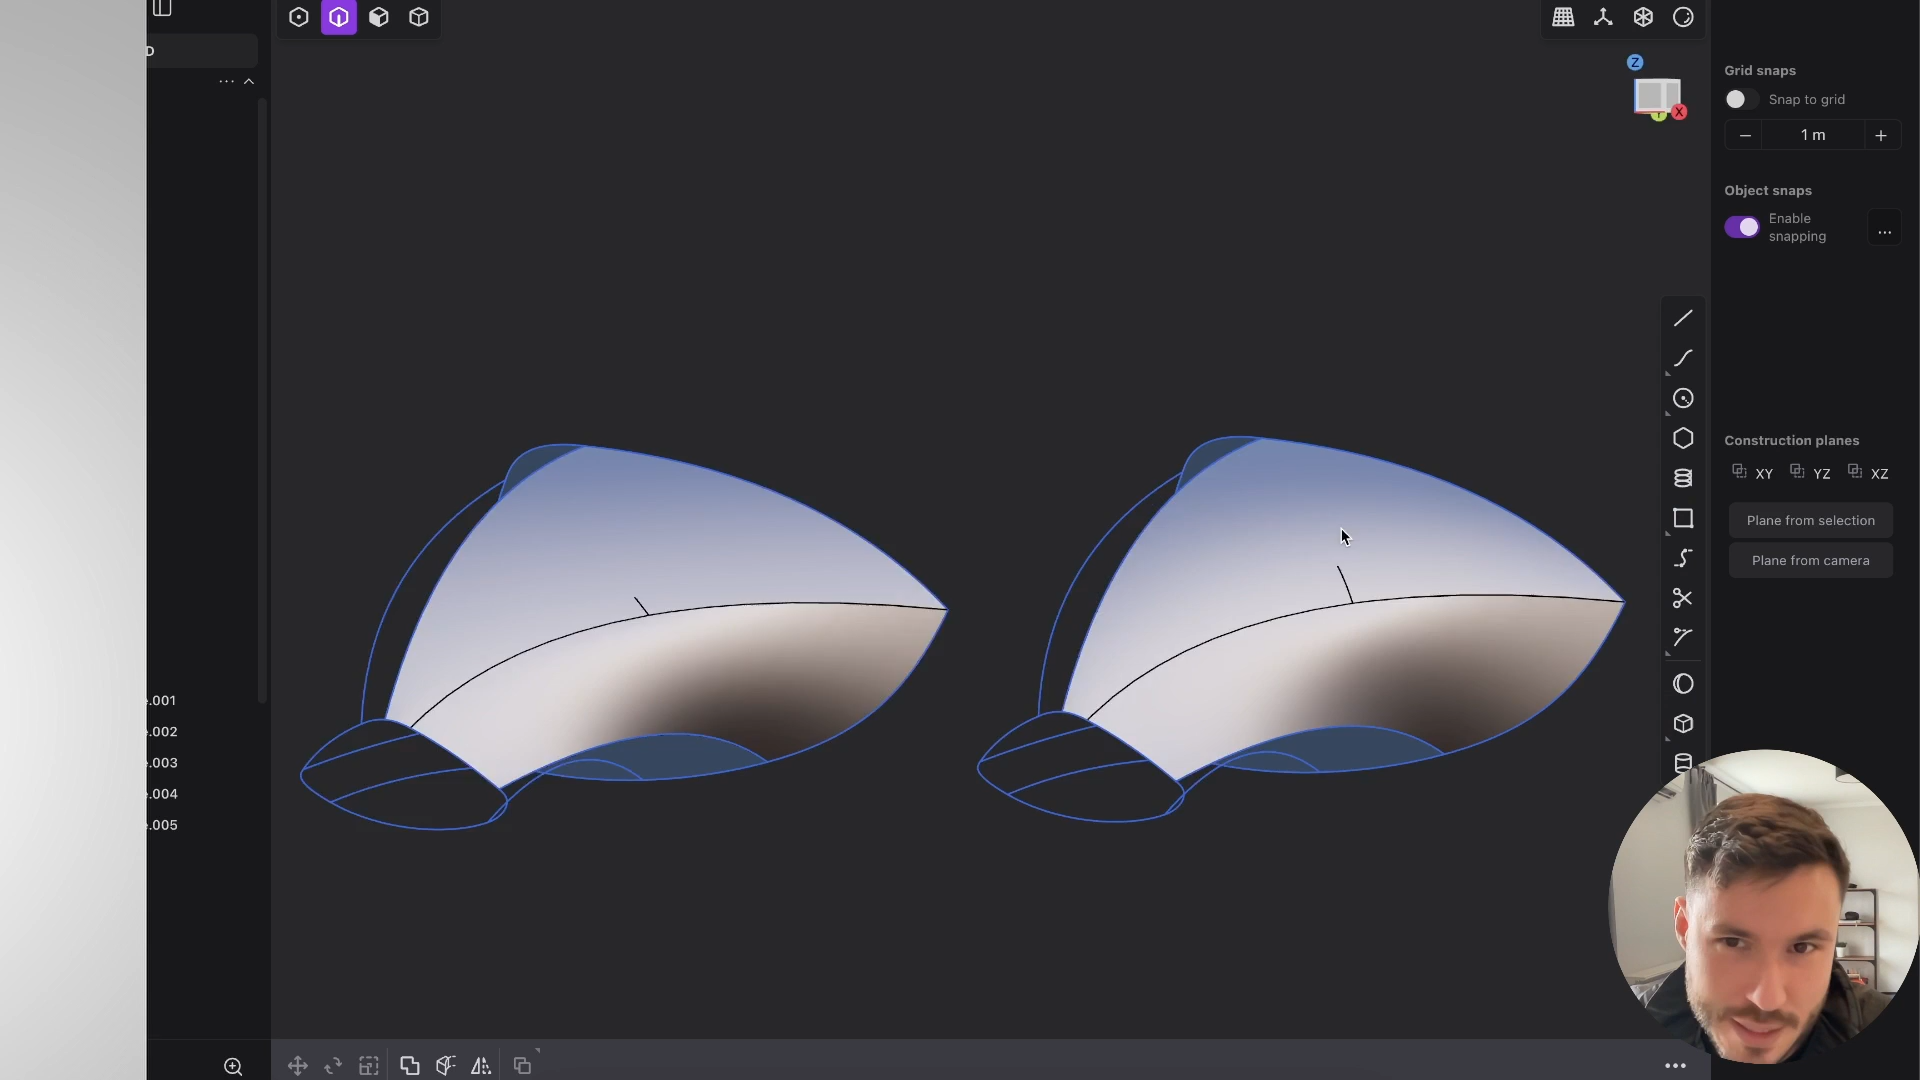 D
...
Z
X
Grid snaps
Snap to grid
1 m
Object snaps
Enable
snapping
...
Construction planes
XY
YZ
XZ
Plane from selection
Plane from camera
.001
.002
.003
.004
.005